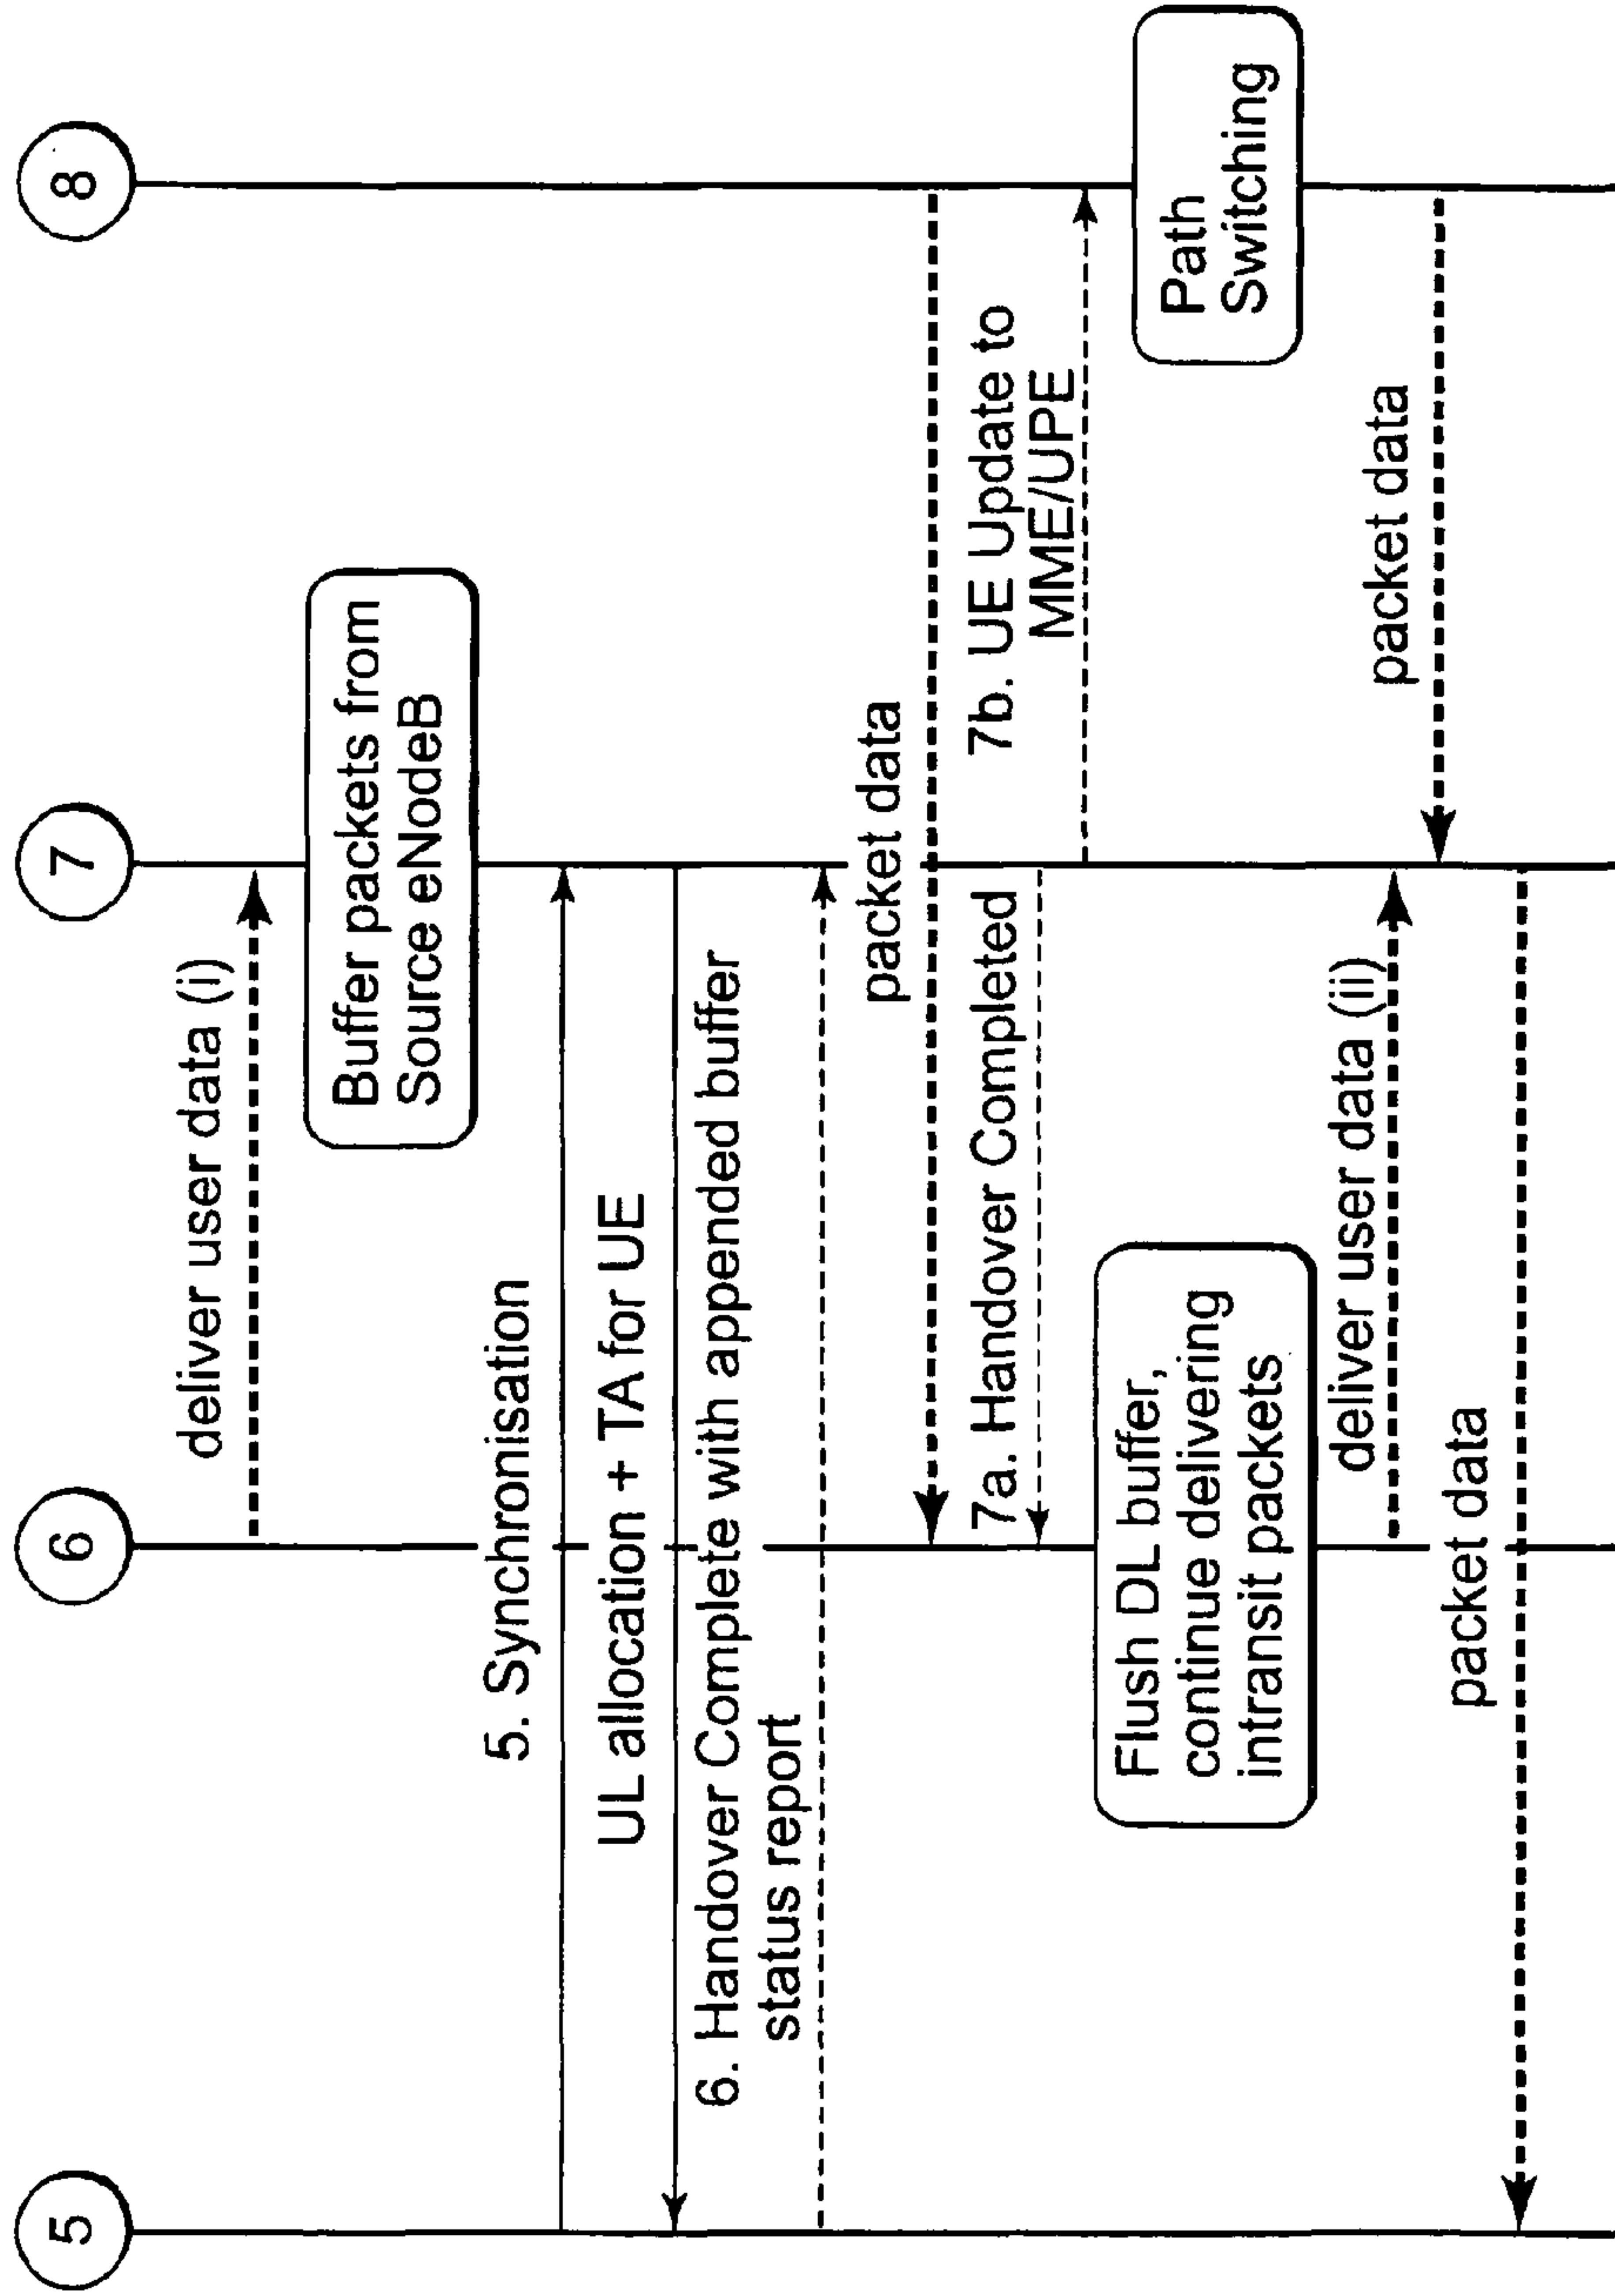 5
6
7
8
deliver user data (i)
Buffer packets from
Source eNodeB
5. Synchronisation
UL allocation + TA for UE
6. Handover Complete with appended buffer
status report
packet data
7a. Handover Completed
7b. UE Update to
MME/UPE
Flush DL buffer,
continue delivering
intransit packets
Path
Switching
deliver user data (ii)
packet data
packet data